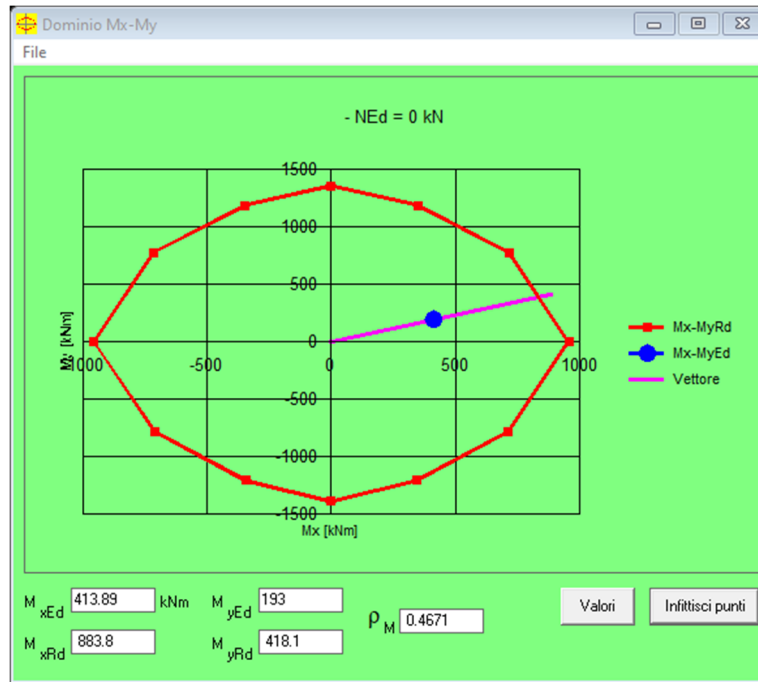 Dominio Mx-My
File
- NEd = 0 kN
1500
1000
500
0
-500
-1000
-1500
-1000 -500 0 500 1000
My [kNm]
Mx [kNm]
Mx-MyRd
Mx-MyEd
Vettore
M xEd 413.89 kNm M yEd 193
M xRd 883.8 M yRd 418.1
ρ M 0.4671
Valori Infittisci punti